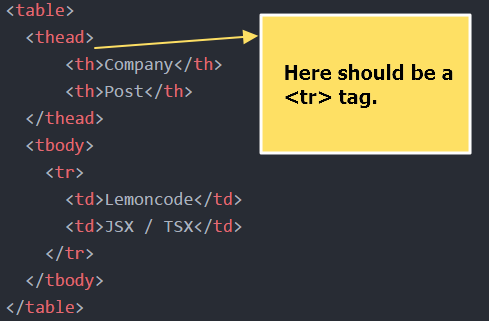 <table>
<thead>
<th>Company</th>
<th>Post</th>
</thead>
<tbody>
<tr>
<td>Lemoncode</td>
<td>JSX / TSX</td>
</tr>
</tbody>
</table>
Here should be a
<tr> tag.